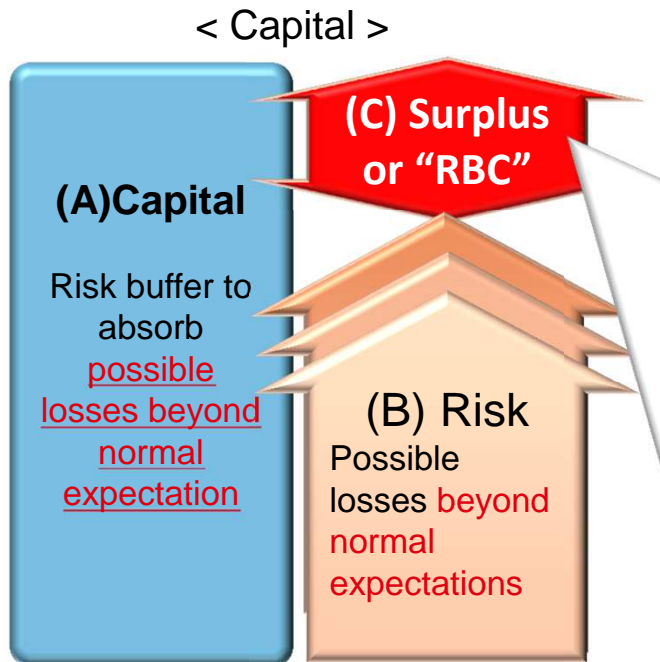 < Capital >
(A)Capital
Risk buffer to
absorb
possible
losses beyond
normal
expectation
(C) Surplus
or “RBC”
(B) Risk
Possible
losses beyond
normal
expectations